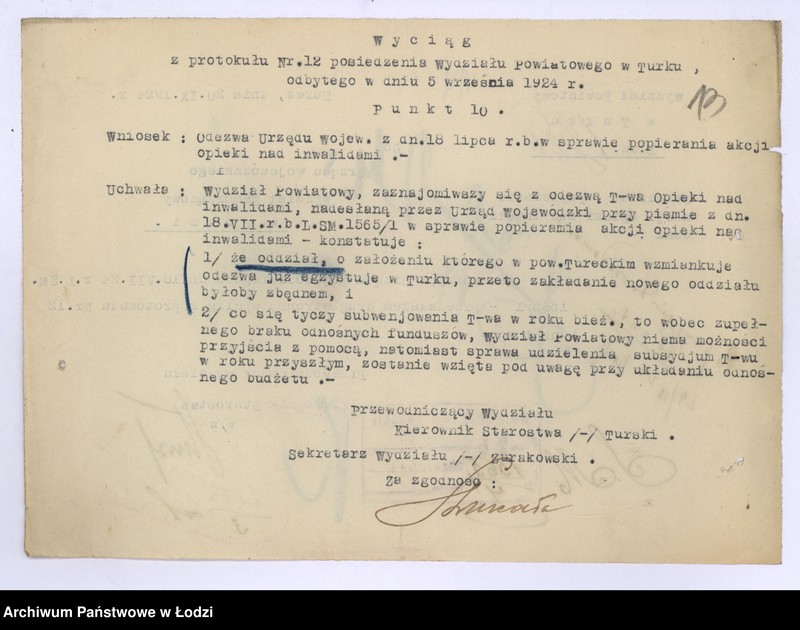 Wyciąg
z protokułu Nr.12 posiedzenia Wydziału Powiatowego w Turku ,
odbytego w dniu 5 września 1924 r.
Punkt 10 .
13
Wniosek : Odezwa Urzędu Wojew. z dn.18 lipca r.b.w sprawie popierania akcji
opieki nad inwalidami .-
Uchwała : Wydział Powiatowy, zaznajomiwszy się z odezwą T-wa Opieki nad
inwalidami, nadesłaną przez Urząd Wojewódzki przy piśmie z dn.
18.VII.r.b.L.SM.1565/1 w sprawie popierania akcji opieki nad
inwalidami - konstatuje :
1/ że oddział, o założeniu którego w pow.Tureckim wzmiankuje
odezwa już egzystuje w Turku, przeto zakładanie nowego oddziału
byłoby zbędnem, i
2/ co się tyczy subwenjowania T-wa w roku bież., to wobec zupeł-
nego braku odnośnych funduszów, Wydział Powiatowy niema możności
przyjścia z pomocą, natomiast sprawa udzielenia subsydjum T-wu
w roku przyszłym, zostanie wzięta pod uwagę przy układaniu odnoś-
nego budżetu .-
Przewodniczący Wydziału
Kierownik Starostwa /-/ Turski .
Sekretarz Wydziału /-/ Żurakowski .
Za zgodność :
Archiwum Państwowe w Łodzi